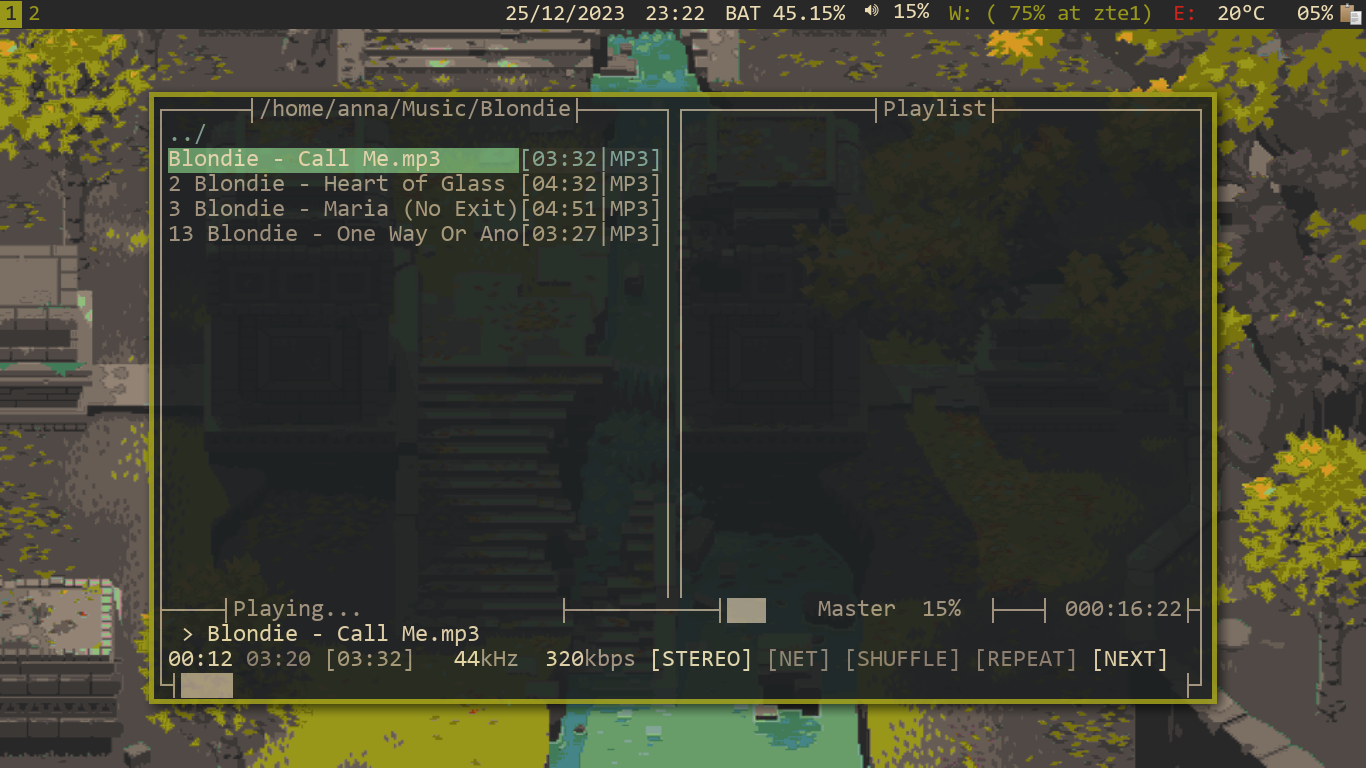 1 2 25/12/2023 23:22 BAT 45.15% 15% W: ( 75% at zte1) E: 20ºC 05%
/home/anna/Music/Blondie Playlist
../
Blondie - Call Me.mp3 [03:32|MP3]
2 Blondie - Heart of Glass [04:32|MP3]
3 Blondie - Maria (No Exit)[04:51|MP3]
13 Blondie - One Way Or Ano[03:27|MP3]
Playing... Master 15% 000:16:22
> Blondie - Call Me.mp3
00:12 03:20 [03:32] 44kHz 320kbps [STEREO] [NET] [SHUFFLE] [REPEAT] [NEXT]